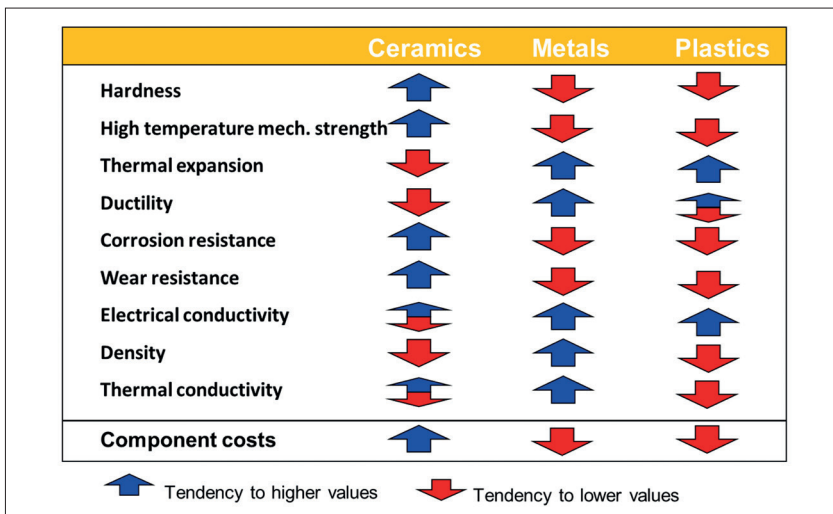 Ceramics Metals Plastics
Hardness
High temperature mech. strength
Thermal expansion
Ductility
Corrosion resistance
Wear resistance
Electrical conductivity
Density
Thermal conductivity
Component costs
Tendency to higher values Tendency to lower values